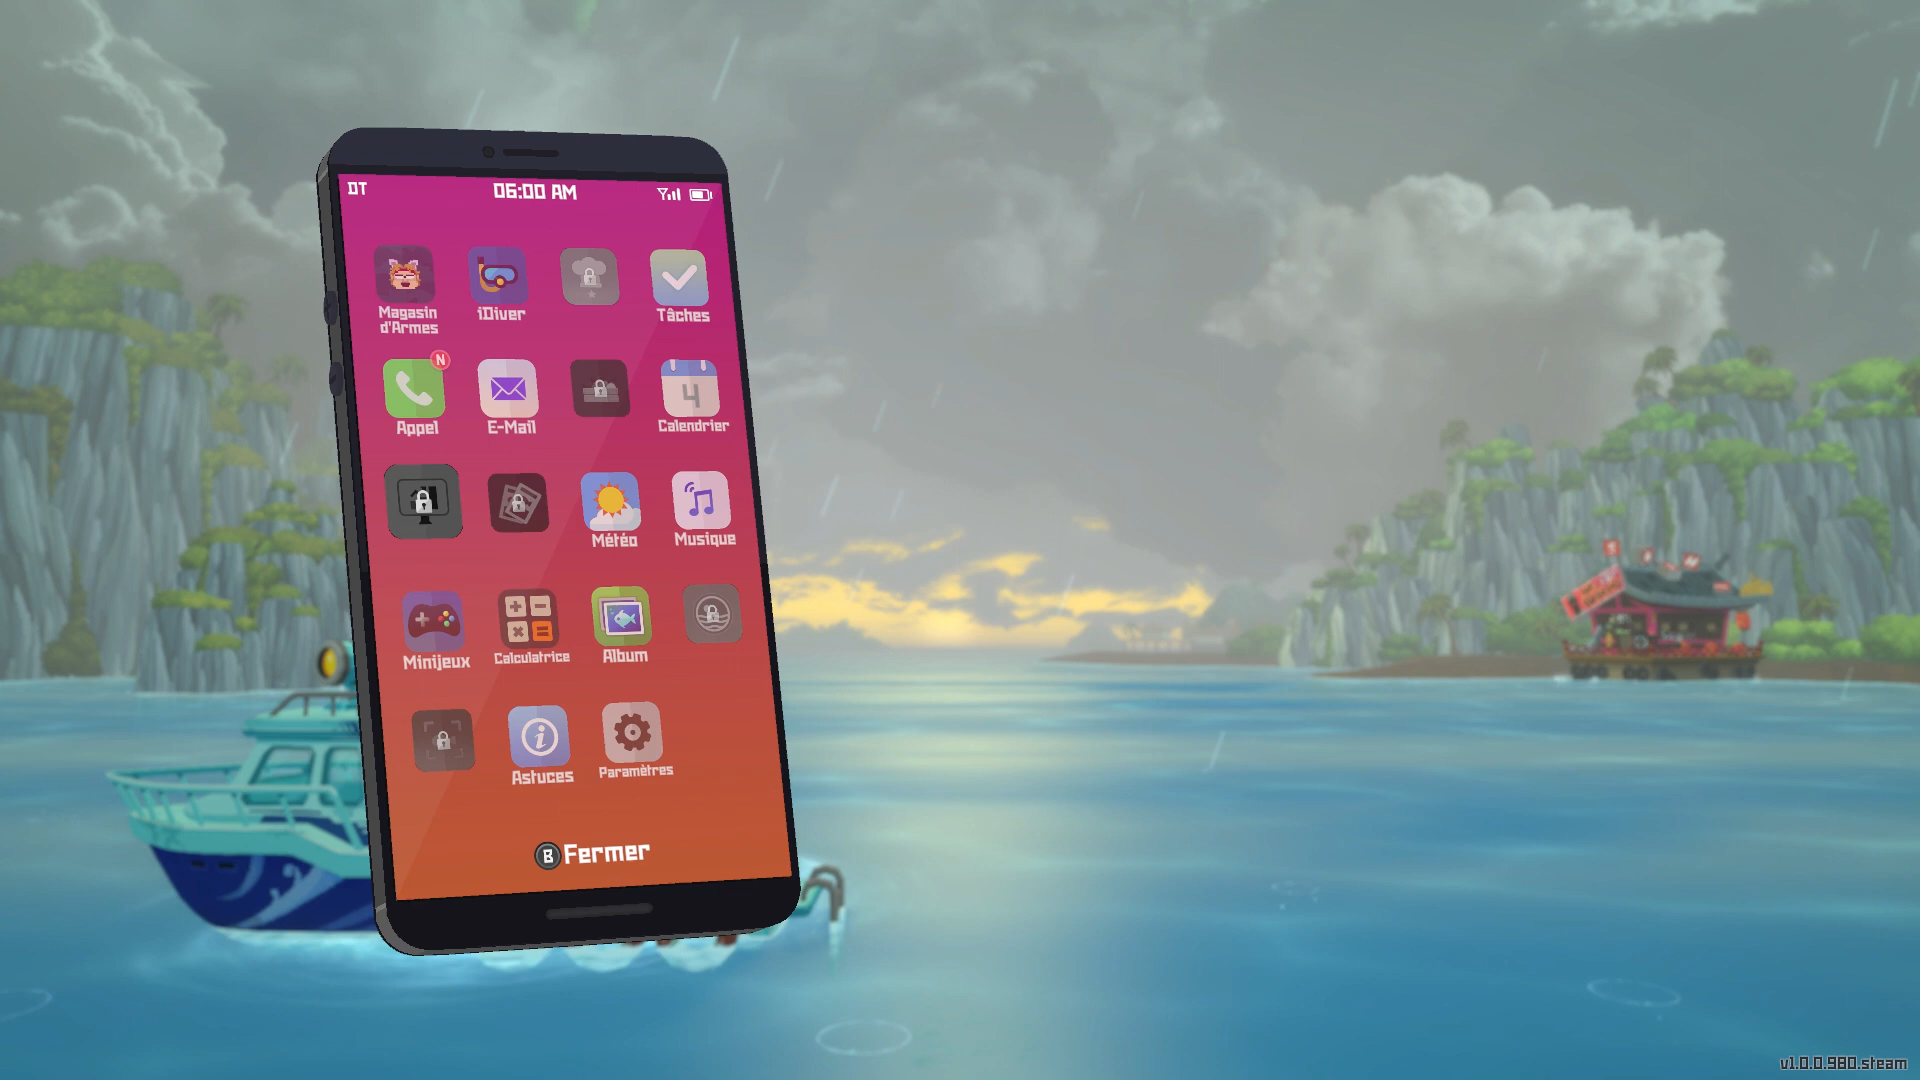 DT
06:00 AM
Magasin
d'Armes
iDiver
Tâches
N
Appel
E-Mail
4
Calendrier
Météo
Musique
Minijeux
Calculatrice
Album
Astuces
Paramètres
B Fermer
v1.0.0.980.steam